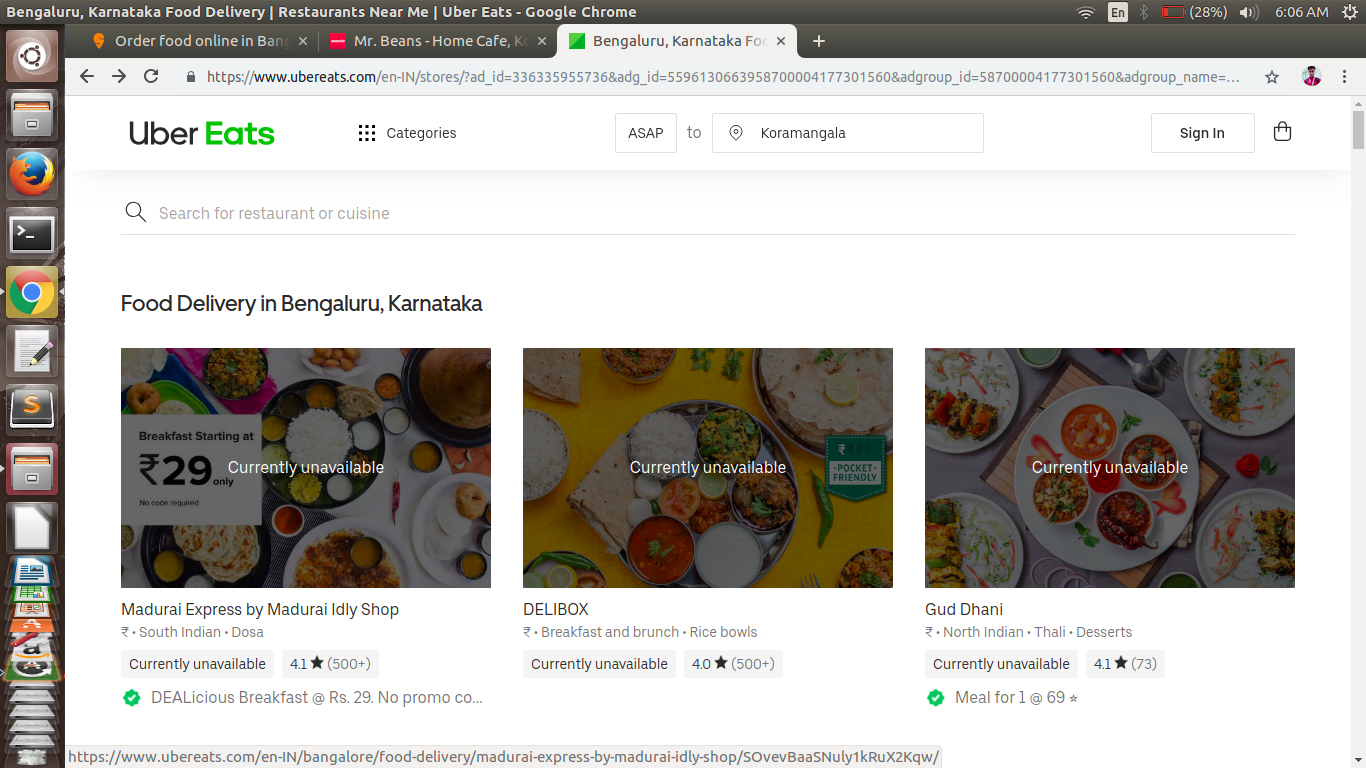 Bengaluru, Karnataka Food Delivery | Restaurants Near Me | Uber Eats - Google Chrome
En
(28%)
6:06 AM
Order food online in Bang
Mr. Beans - Home Cafe, Ko
Bengaluru, Karnataka Foo
https://www.ubereats.com/en-IN/stores/?ad_id=336335955736&adg_id=5596130663958700004177301560&adgroup_id=58700004177301560&adgroup_name=...
Uber Eats
Categories
ASAP
to
Koramangala
Sign In
Search for restaurant or cuisine
Food Delivery in Bengaluru, Karnataka
Breakfast Starting at
₹29 only
No code required
Currently unavailable
Currently unavailable
₹₹₹₹
•POCKET•
FRIENDLY
Currently unavailable
Madurai Express by Madurai Idly Shop
₹ • South Indian • Dosa
Currently unavailable
4.1 ★ (500+)
DEALicious Breakfast @ Rs. 29. No promo co...
DELIBOX
₹ • Breakfast and brunch • Rice bowls
Currently unavailable
4.0 ★ (500+)
Gud Dhani
₹ • North Indian • Thali • Desserts
Currently unavailable
4.1 ★ (73)
Meal for 1 @ 69 ⭐
https://www.ubereats.com/en-IN/bangalore/food-delivery/madurai-express-by-madurai-idly-shop/SOvevBaaSNuly1kRuX2Kqw/